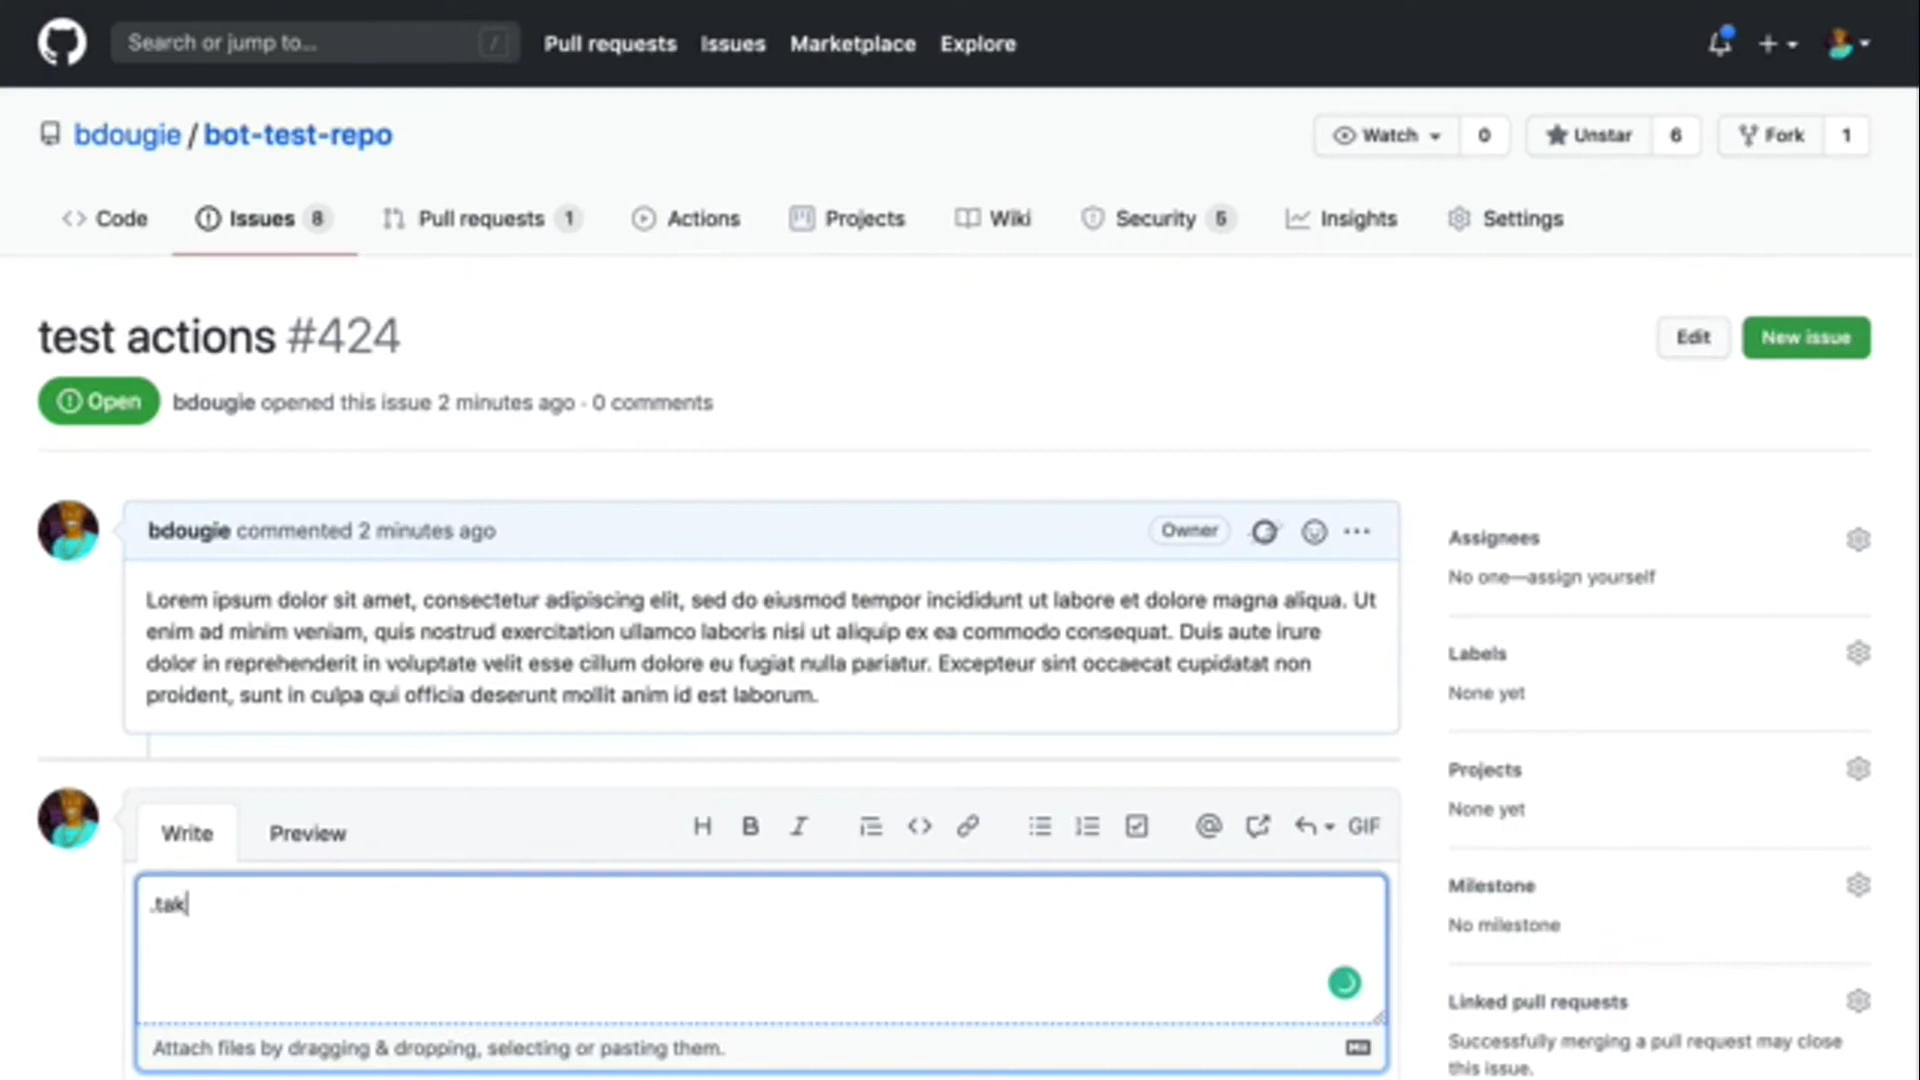 Search or jump to... / Pull requests Issues Marketplace Explore
bdougie / bot-test-repo Watch 0 Unstar 6 Fork 1
Code Issues 8 Pull requests 1 Actions Projects Wiki Security 5 Insights Settings
test actions #424 Edit New issue
Open bdougie opened this issue 2 minutes ago · 0 comments
bdougie commented 2 minutes ago Owner
Lorem ipsum dolor sit amet, consectetur adipiscing elit, sed do eiusmod tempor incididunt ut labore et dolore magna aliqua. Ut
enim ad minim veniam, quis nostrud exercitation ullamco laboris nisi ut aliquip ex ea commodo consequat. Duis aute irure
dolor in reprehenderit in voluptate velit esse cillum dolore eu fugiat nulla pariatur. Excepteur sint occaecat cupidatat non
proident, sunt in culpa qui officia deserunt mollit anim id est laborum.
Write Preview H B I GIF
.tak
Attach files by dragging & dropping, selecting or pasting them.
Assignees
No one—assign yourself
Labels
None yet
Projects
None yet
Milestone
No milestone
Linked pull requests
Successfully merging a pull request may close
this issue.